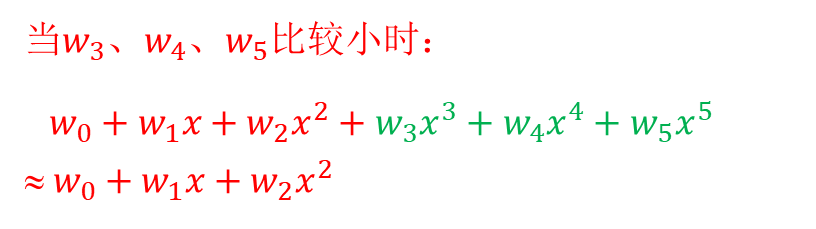 当w₃、w₄、w₅比较小时：
w₀ + w₁x + w₂x² + w₃x³ + w₄x⁴ + w₅x⁵
≈ w₀ + w₁x + w₂x²